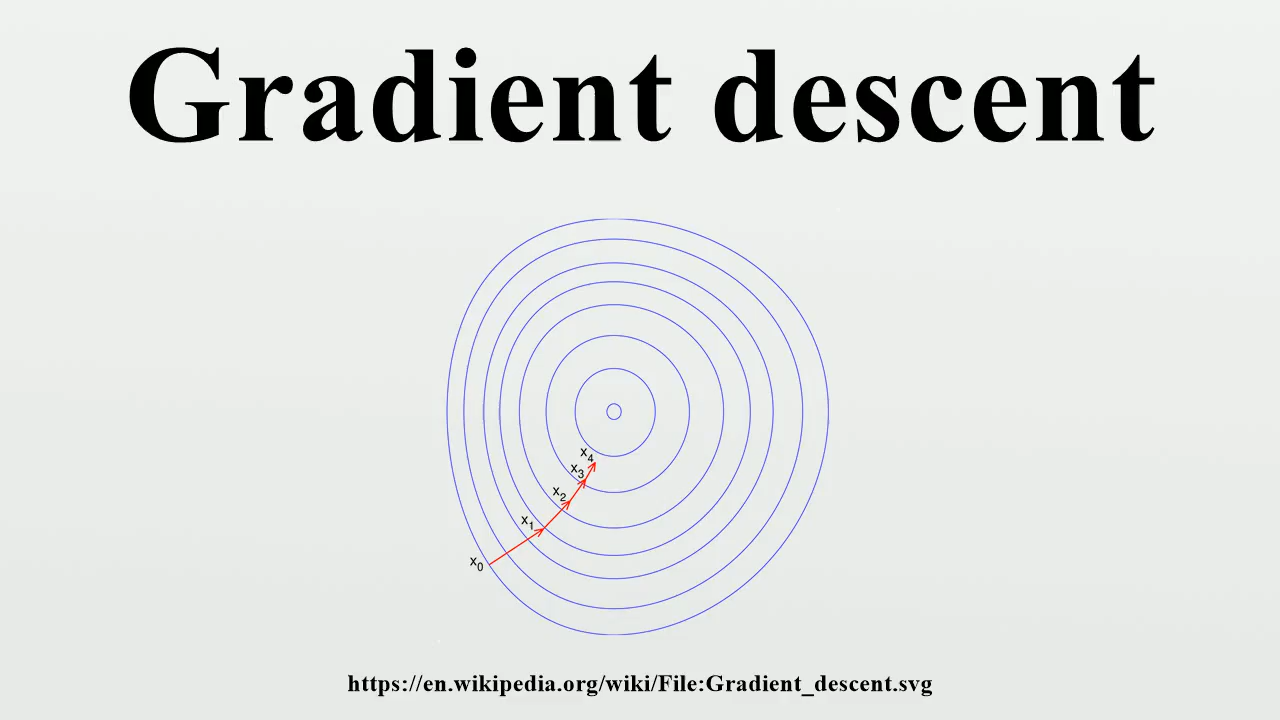 Gradient descent
x₄
x₃
x₂
x₁
x₀
https://en.wikipedia.org/wiki/File:Gradient_descent.svg